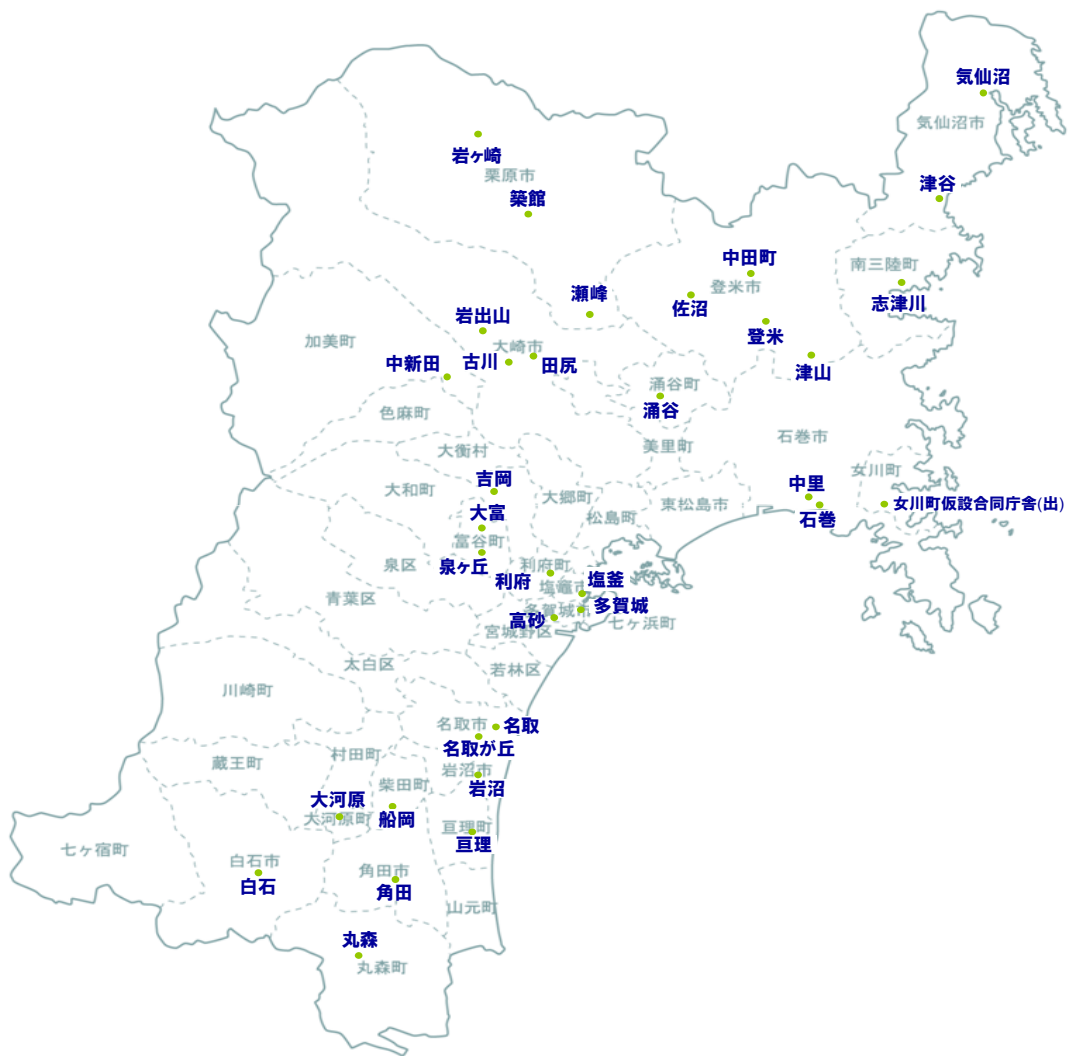 気仙沼
気仙沼市
岩ヶ崎
栗原市
築館
津谷
中田町
登米市
南三陸町
瀬峰
佐沼
志津川
岩出山
登米
加美町
大崎市
中新田
古川
田尻
津山
涌谷町
涌谷
色麻町
大衡村
美里町
石巻市
女川町
吉岡
大和町
大郷町
中里
東松島市
女川町仮設合同庁舎(出)
石巻
大富
松島町
富谷町
泉区
泉ヶ丘
利府町
利府
塩釜
塩竈市
青葉区
多賀城
多賀城市
高砂
七ヶ浜町
宮城野区
太白区
若林区
川崎町
名取市
名取
名取が丘
村田町
蔵王町
岩沼市
柴田町
岩沼
大河原
大河原町
船岡
亘理町
亘理
七ヶ宿町
白石市
白石
角田市
角田
山元町
丸森
丸森町